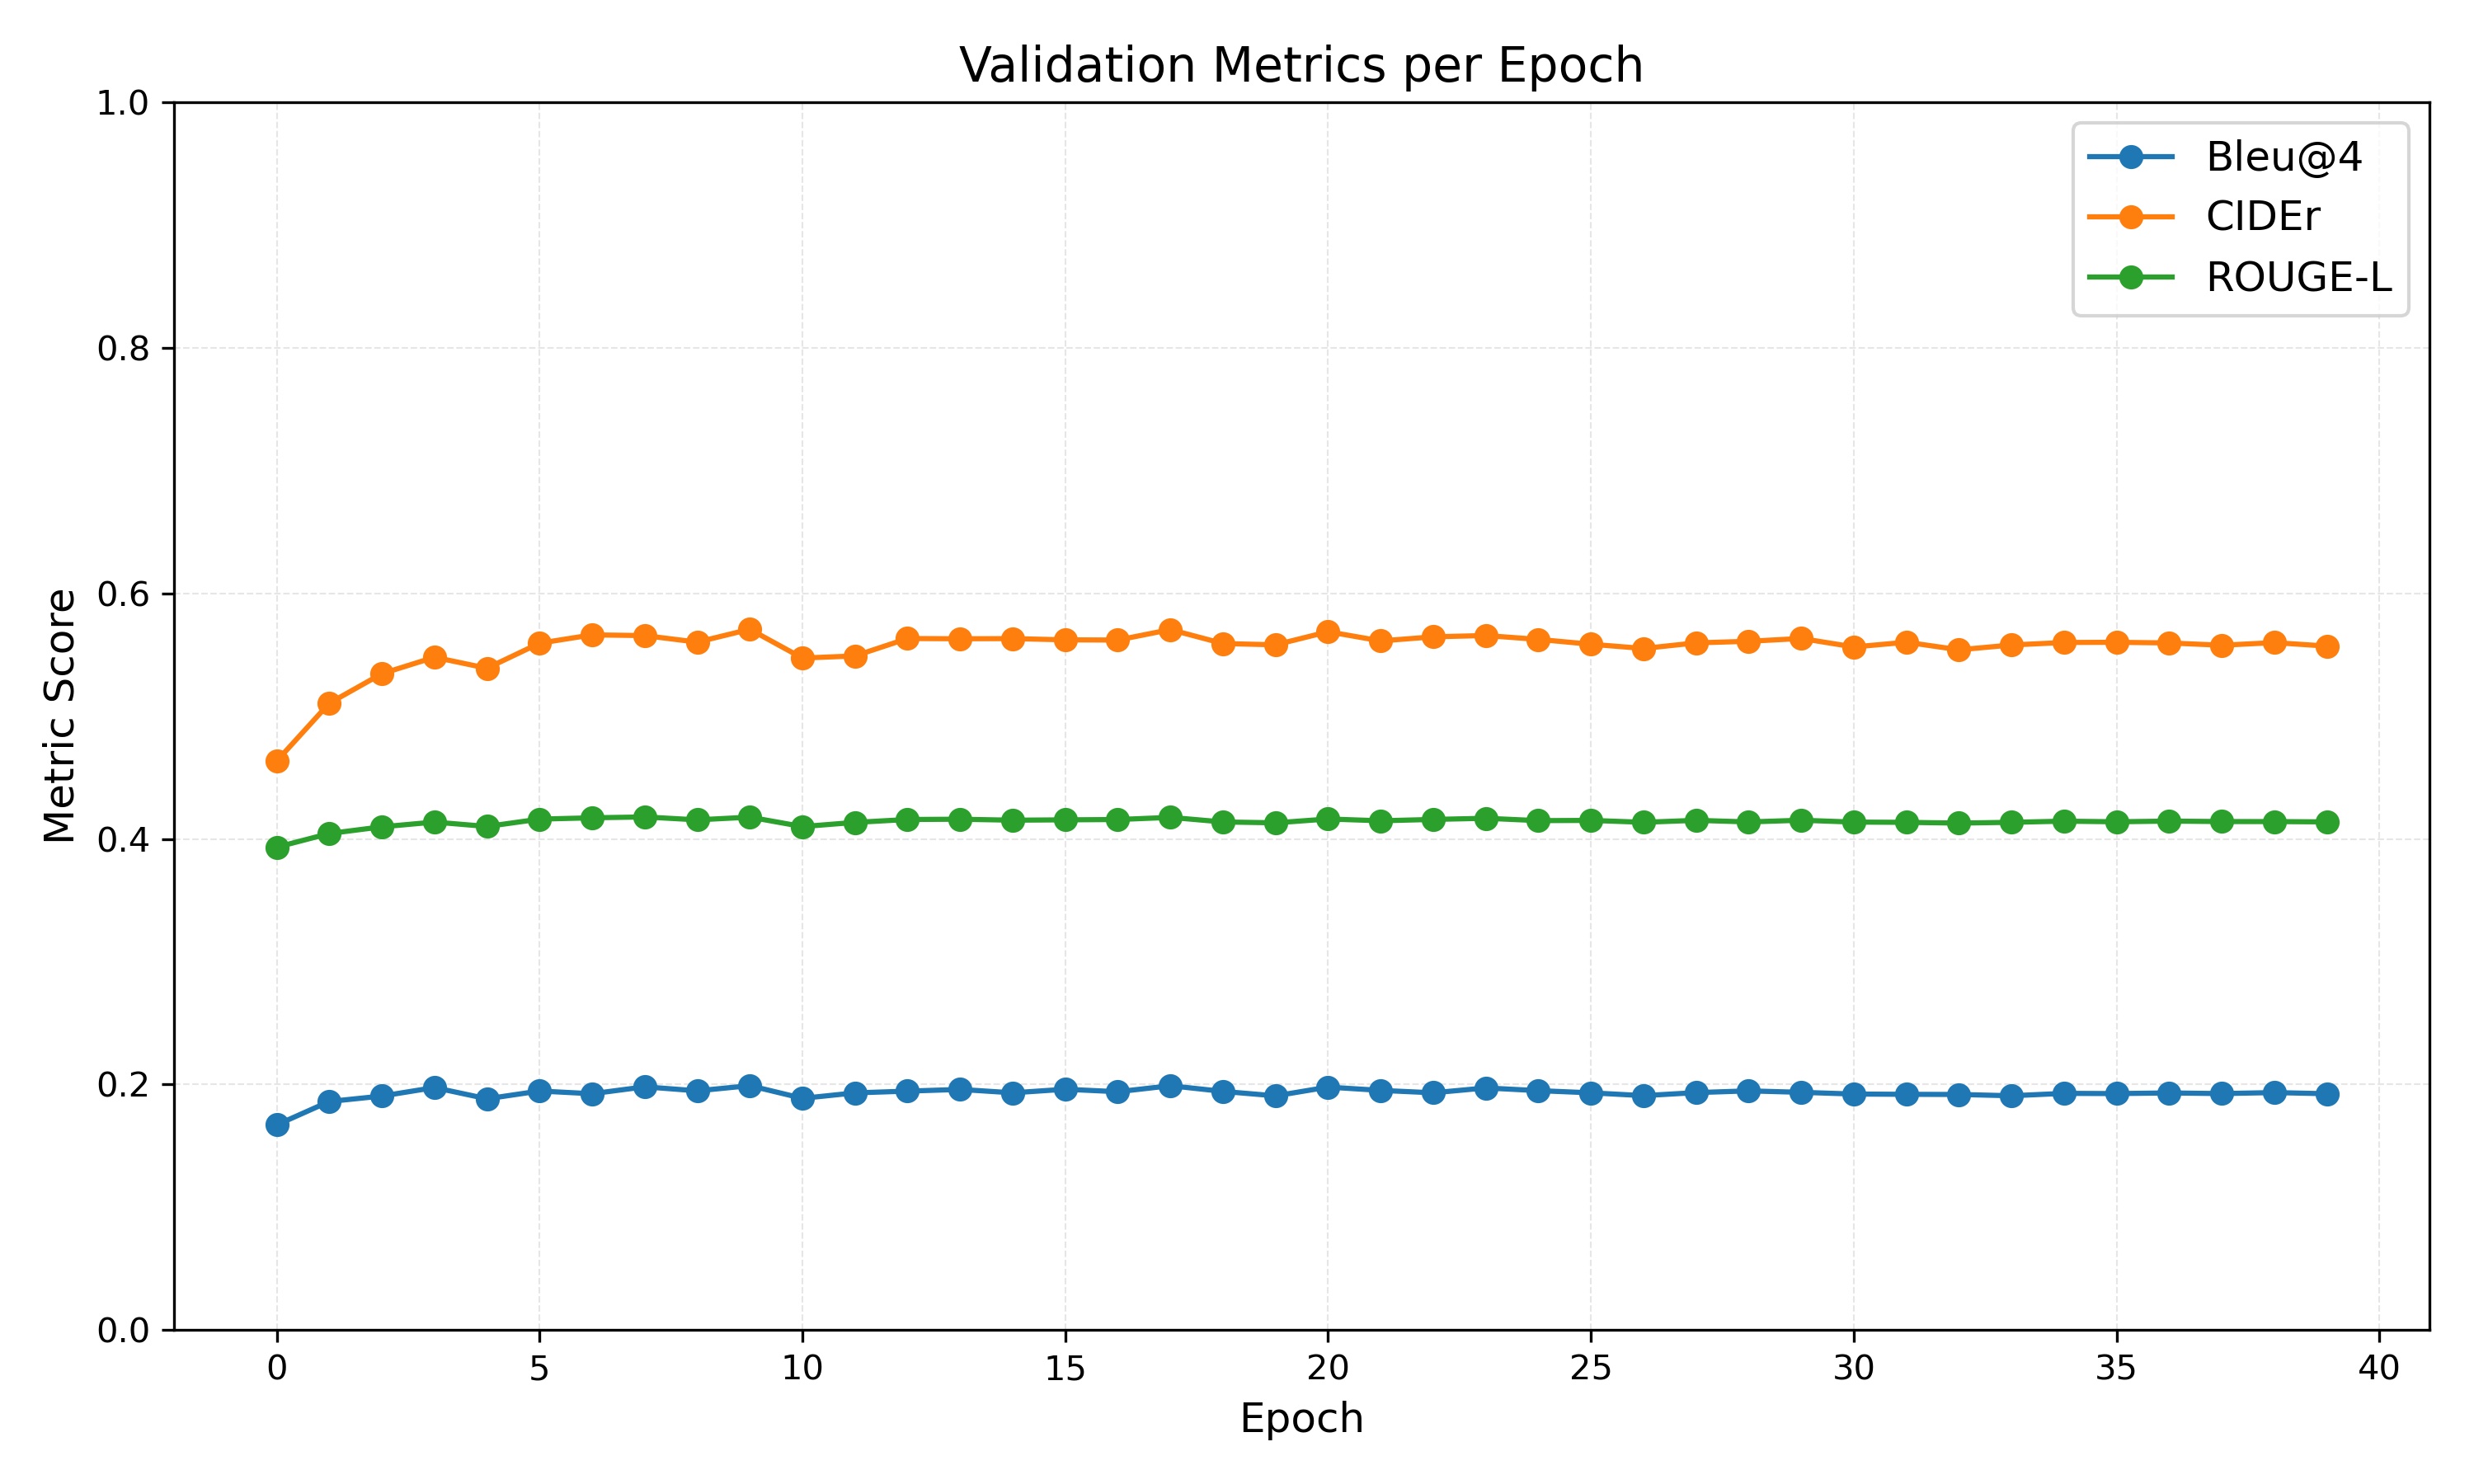 Validation Metrics per Epoch
1.0
0.8
0.6
0.4
0.2
0.0
Metric Score
Bleu@4
CIDEr
ROUGE-L
0 5 10 15 20 25 30 35 40
Epoch